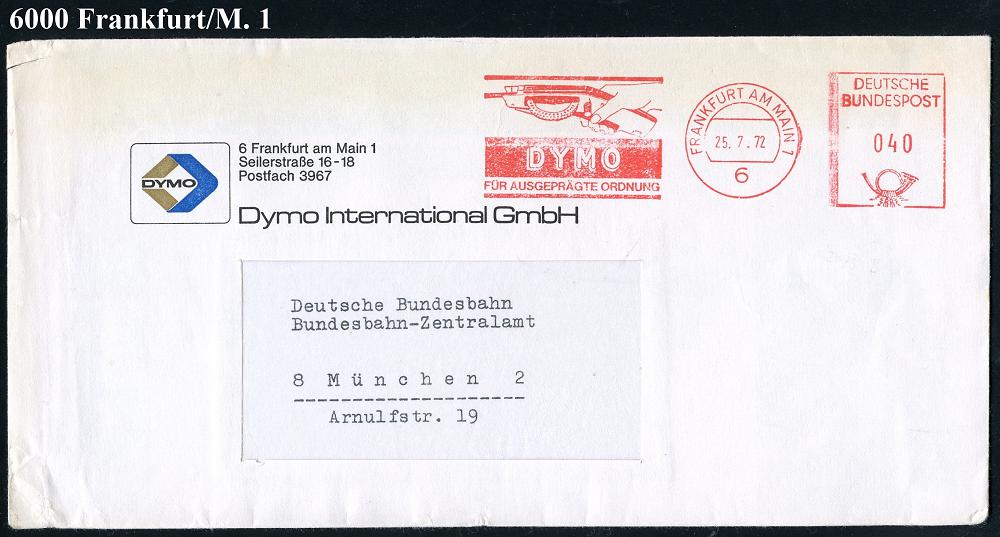 6000 Frankfurt/M. 1
DYMO
6 Frankfurt am Main 1
Seilerstraße 16-18
Postfach 3967
Dymo International GmbH
DYMO
FÜR AUSGEPRÄGTE ORDNUNG
FRANKFURT AM MAIN 1
25. 7. 72
6
DEUTSCHE
BUNDESPOST
040
Deutsche Bundesbahn
Bundesbahn-Zentralamt
8 München 2
Arnulfstr. 19